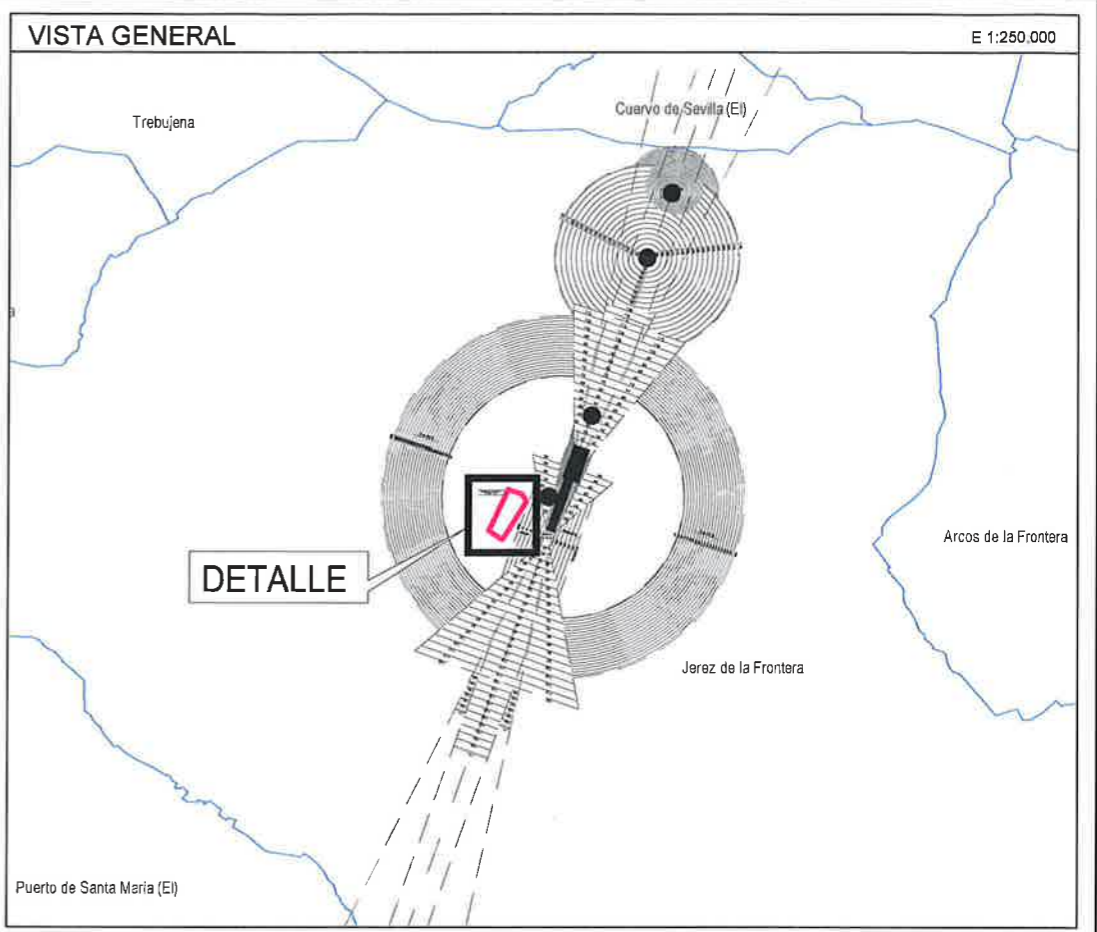 VISTA GENERAL
E 1:250.000
Trebujena
Cuervo de Sevilla (El)
Arcos de la Frontera
DETALLE
Jerez de la Frontera
Puerto de Santa María (El)